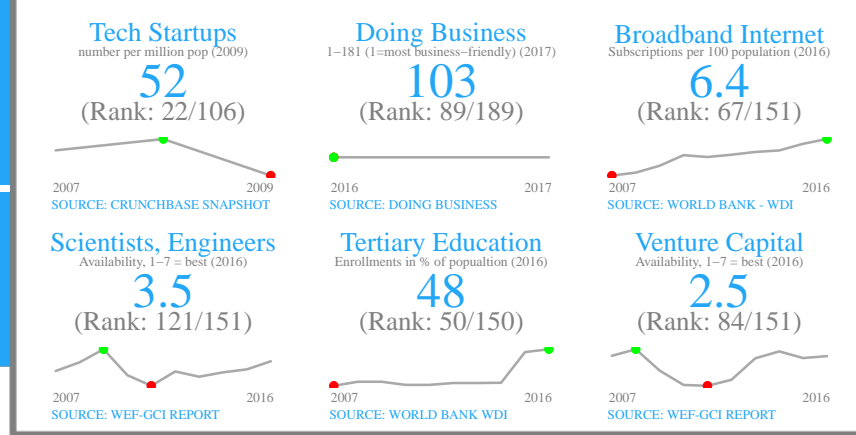 Tech Startups
number per million pop (2009)
52
(Rank: 22/106)
2007 2009
SOURCE: CRUNCHBASE SNAPSHOT
Doing Business
1−181 (1=most business−friendly) (2017)
103
(Rank: 89/189)
2016 2017
SOURCE: DOING BUSINESS
Broadband Internet
Subscriptions per 100 population (2016)
6.4
(Rank: 67/151)
2007 2016
SOURCE: WORLD BANK - WDI
Scientists, Engineers
Availability, 1−7 = best (2016)
3.5
(Rank: 121/151)
2007 2016
SOURCE: WEF-GCI REPORT
Tertiary Education
Enrollments in % of popualtion (2016)
48
(Rank: 50/150)
2007 2016
SOURCE: WORLD BANK WDI
Venture Capital
Availability, 1−7 = best (2016)
2.5
(Rank: 84/151)
2007 2016
SOURCE: WEF-GCI REPORT